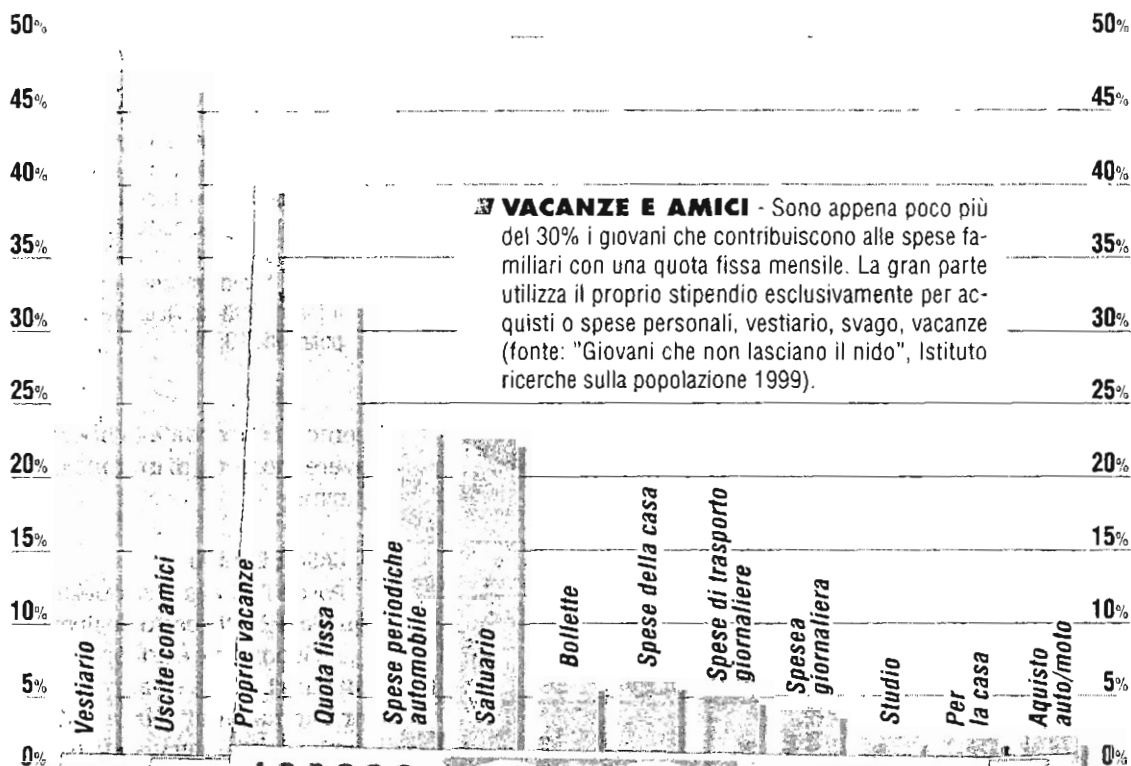 50% 50%
45% 45%
40% 40%
35% 35%
30% 30%
25% 25%
20% 20%
15% 15%
10% 10%
5% 5%
0% 0%
VACANZE E AMICI - Sono appena poco più
del 30% i giovani che contribuiscono alle spese fa-
miliari con una quota fissa mensile. La gran parte
utilizza il proprio stipendio esclusivamente per ac-
quisti o spese personali, vestiario, svago, vacanze
(fonte: "Giovani che non lasciano il nido", Istituto
ricerche sulla popolazione 1999).
Vestiario
Uscite con amici
Proprie vacanze
Quota fissa
Spese periodiche
automobile
Saltuario
Bollette
Spese della casa
Spese di trasporto
giornaliere
Spesea
giornaliera
Studio
Per
la casa
Aquisto
auto/moto